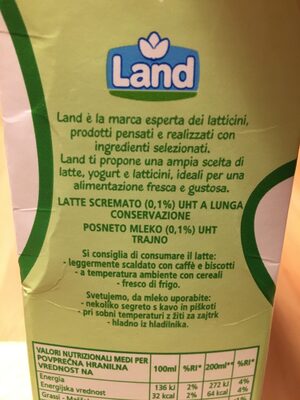 Land
Land è la marca esperta dei latticini,
prodotti pensati e realizzati con
ingredienti selezionati.
Land ti propone una ampia scelta di
latte, yogurt e latticini, ideali per una
alimentazione fresca e gustosa.
LATTE SCREMATO (0,1%) UHT A LUNGA
CONSERVAZIONE
POSNETO MLEKO (0,1%) UHT
TRAJNO
Si consiglia di consumare il latte:
- leggermente scaldato con caffè e biscotti
- a temperatura ambiente con cereali
- fresco di frigo.
Svetujemo, da mleko uporabite:
- nekoliko segreto s kavo in piškoti
- pri sobni temperaturi z žiti za zajtrk
- hladno iz hladilnika.
VALORI NUTRIZIONALI MEDI PER
POVPREČNA HRANILNA
VREDNOST NA
100ml %RI* 200ml** %RI*
Energia
Energijska vrednost
136 kJ 2% 272 kJ 4%
32 kcal 2% 64 kcal 4%
Grassi -